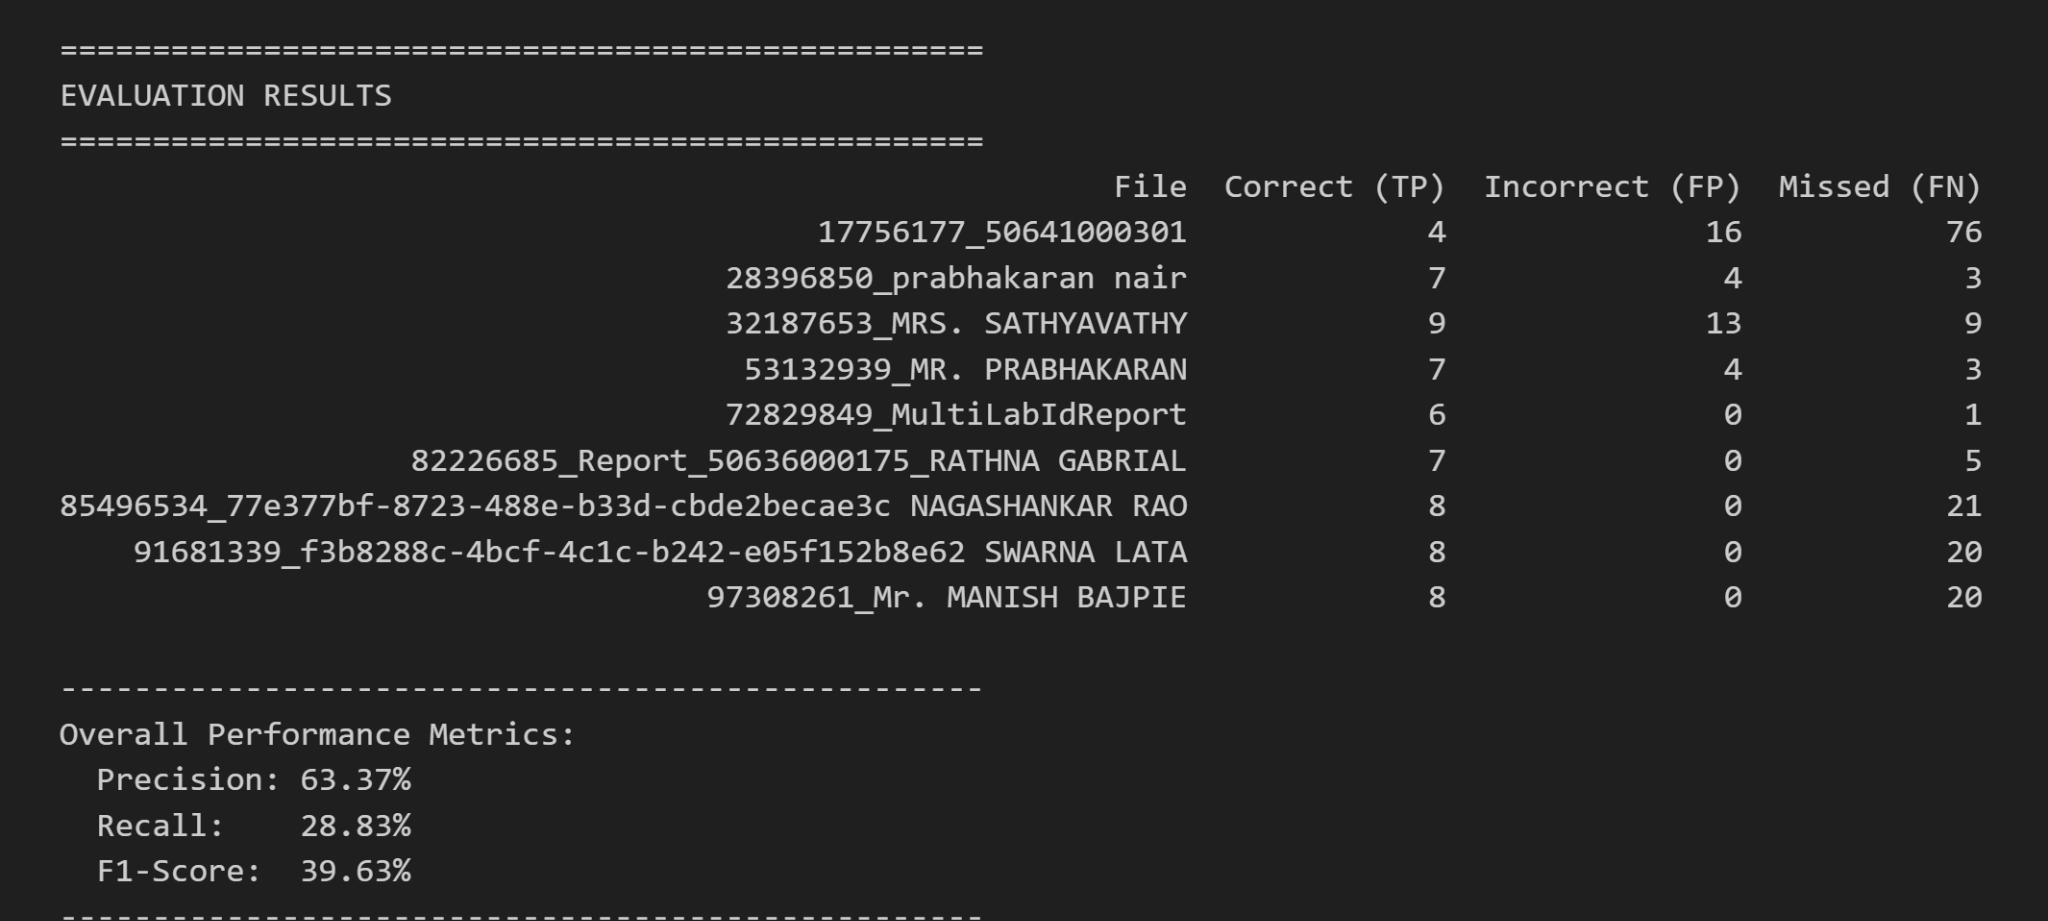 ==================================================
EVALUATION RESULTS
==================================================
File  Correct (TP)  Incorrect (FP)  Missed (FN)
17756177_50641000301  4  16  76
28396850_prabhakaran nair  7  4  3
32187653_MRS. SATHYAVATHY  9  13  9
53132939_MR. PRABHAKARAN  7  4  3
72829849_MultiLabIdReport  6  0  1
82226685_Report_50636000175_RATHNA GABRIAL  7  0  5
85496534_77e377bf-8723-488e-b33d-cbde2becae3c NAGASHANKAR RAO  8  0  21
91681339_f3b8288c-4bcf-4c1c-b242-e05f152b8e62 SWARNA LATA  8  0  20
97308261_Mr. MANISH BAJPIE  8  0  20
--------------------------------------------------
Overall Performance Metrics:
  Precision: 63.37%
  Recall:    28.83%
  F1-Score:  39.63%
--------------------------------------------------